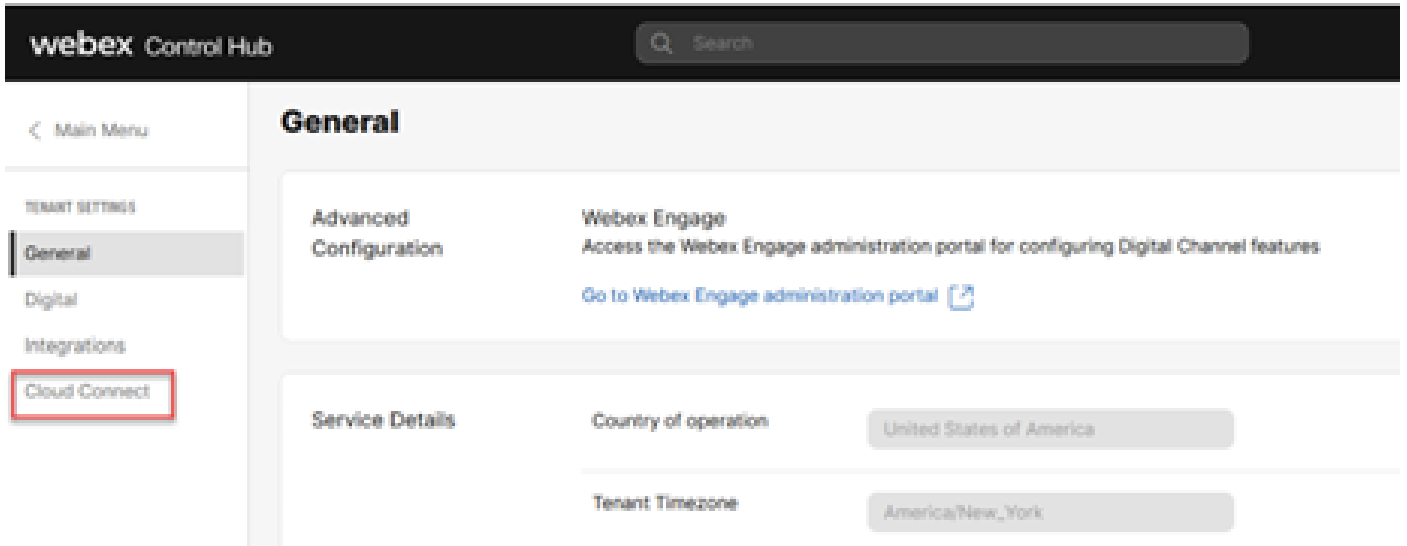 webex Control Hub
Search
Main Menu
General
TENANT SETTINGS
General
Digital
Integrations
Cloud Connect
Advanced
Configuration
Webex Engage
Access the Webex Engage administration portal for configuring Digital Channel features
Go to Webex Engage administration portal
Service Details
Country of operation
United States of America
Tenant Timezone
America/New_York